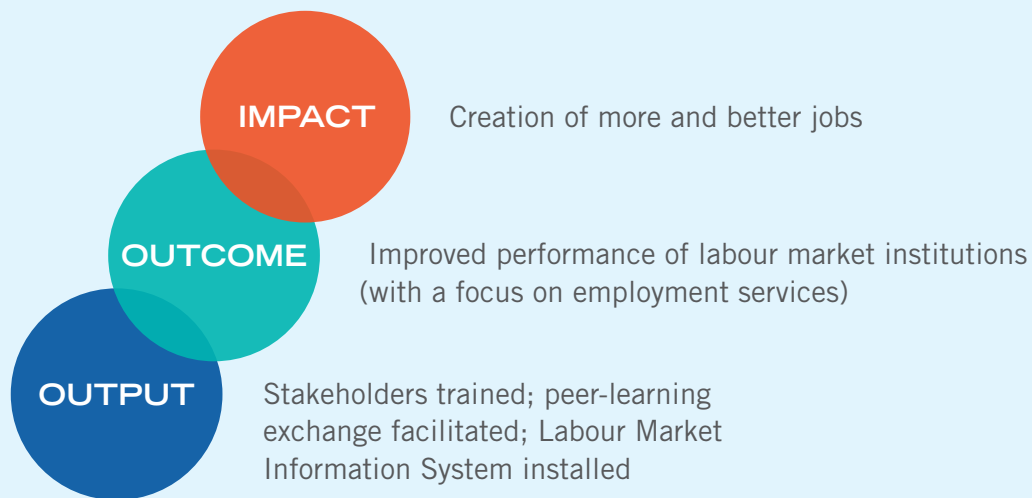 IMPACT
Creation of more and better jobs
OUTCOME
Improved performance of labour market institutions
(with a focus on employment services)
OUTPUT
Stakeholders trained; peer-learning
exchange facilitated; Labour Market
Information System installed